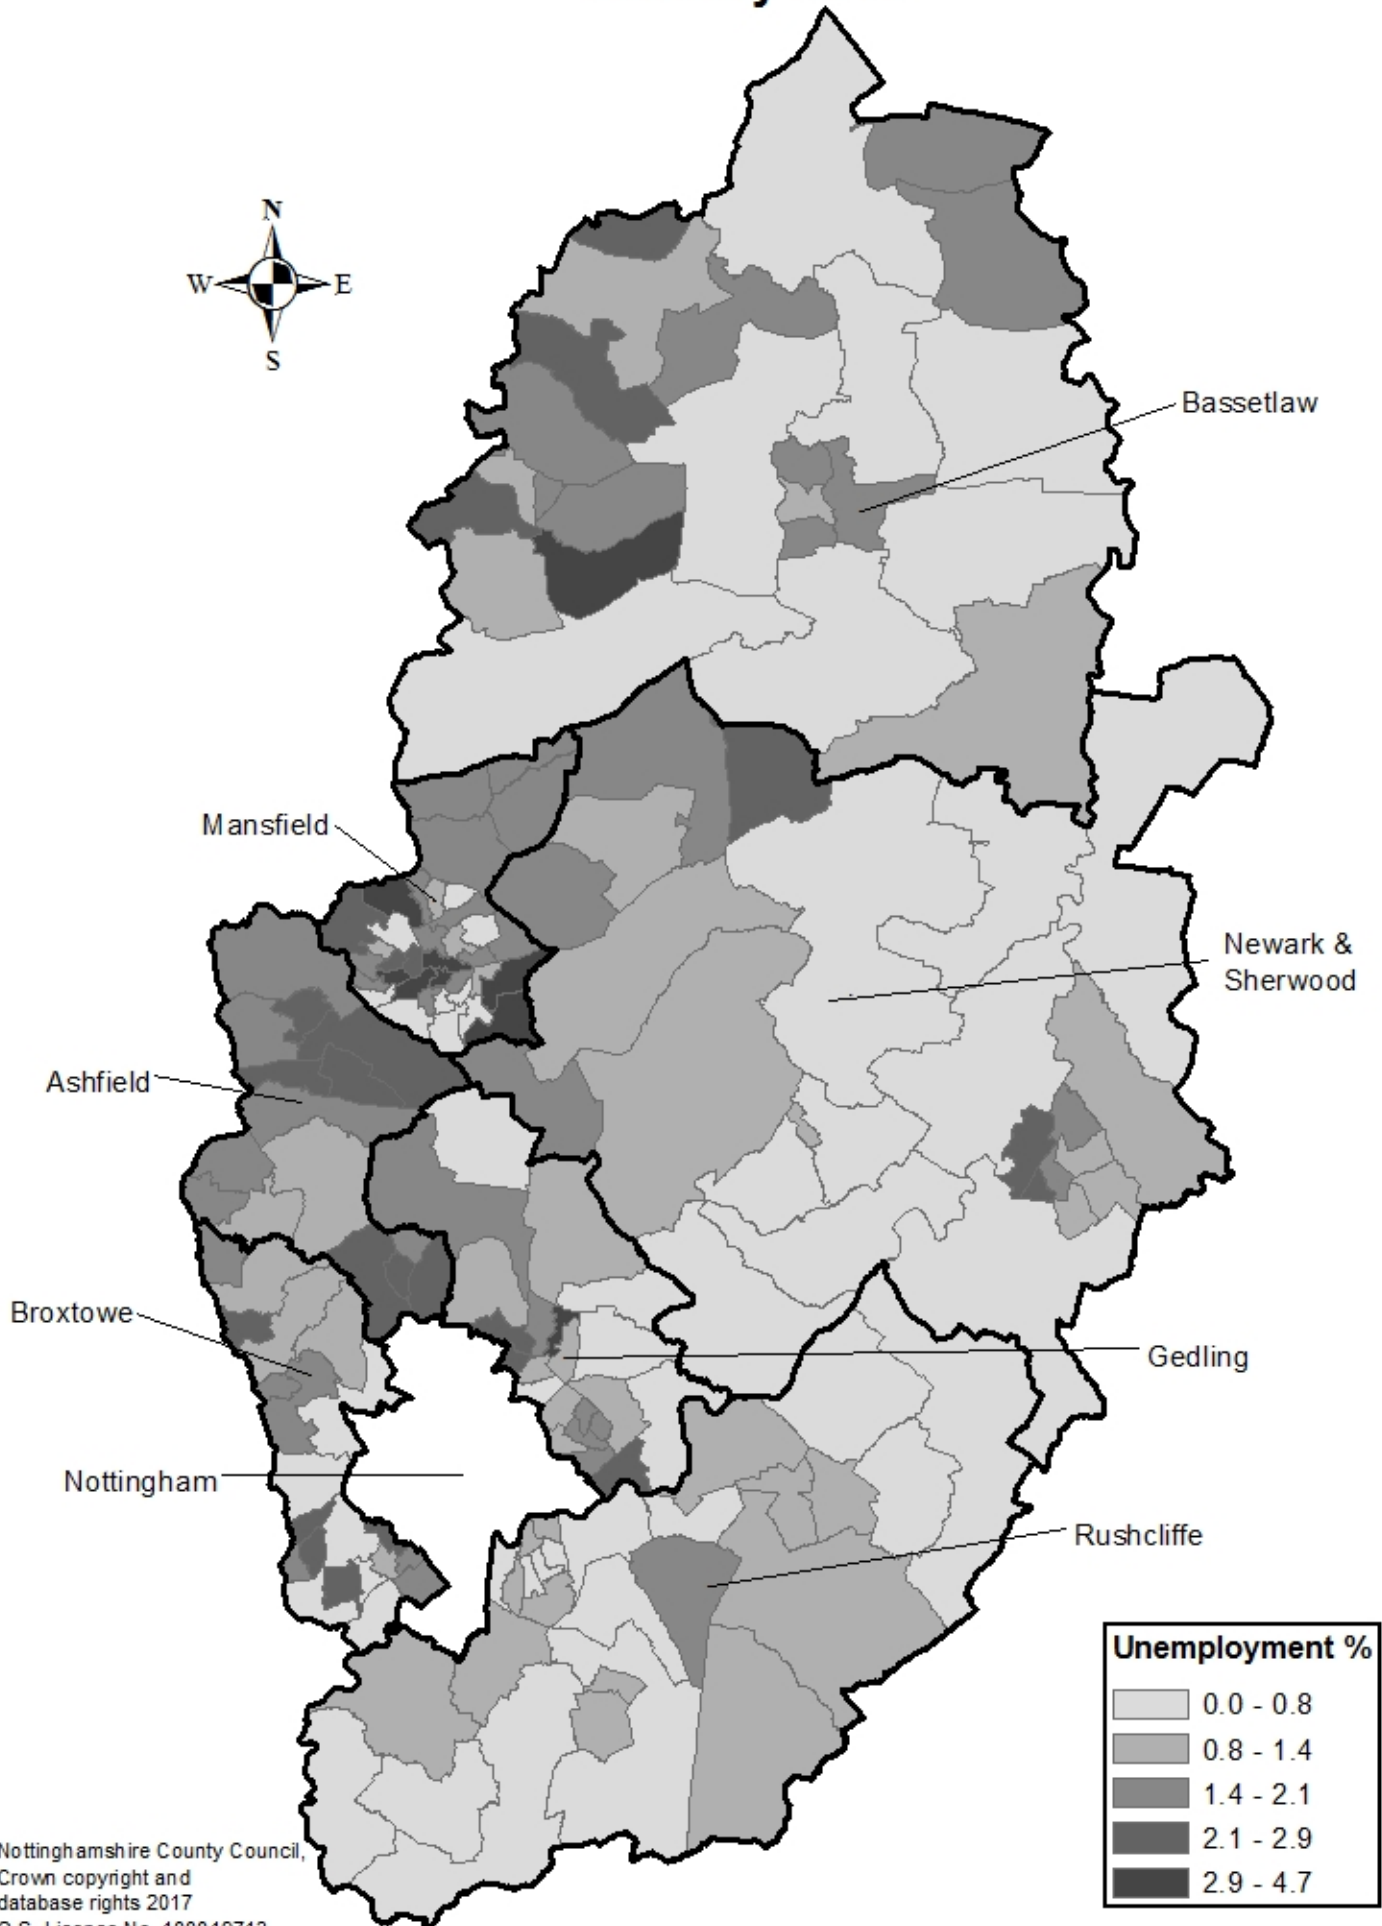 N
W E
S
Bassetlaw
Mansfield
Newark &
Sherwood
Ashfield
Broxtowe
Gedling
Nottingham
Rushcliffe
Unemployment %
0.0 - 0.8
0.8 - 1.4
1.4 - 2.1
2.1 - 2.9
2.9 - 4.7
Nottinghamshire County Council,
Crown copyright and
database rights 2017